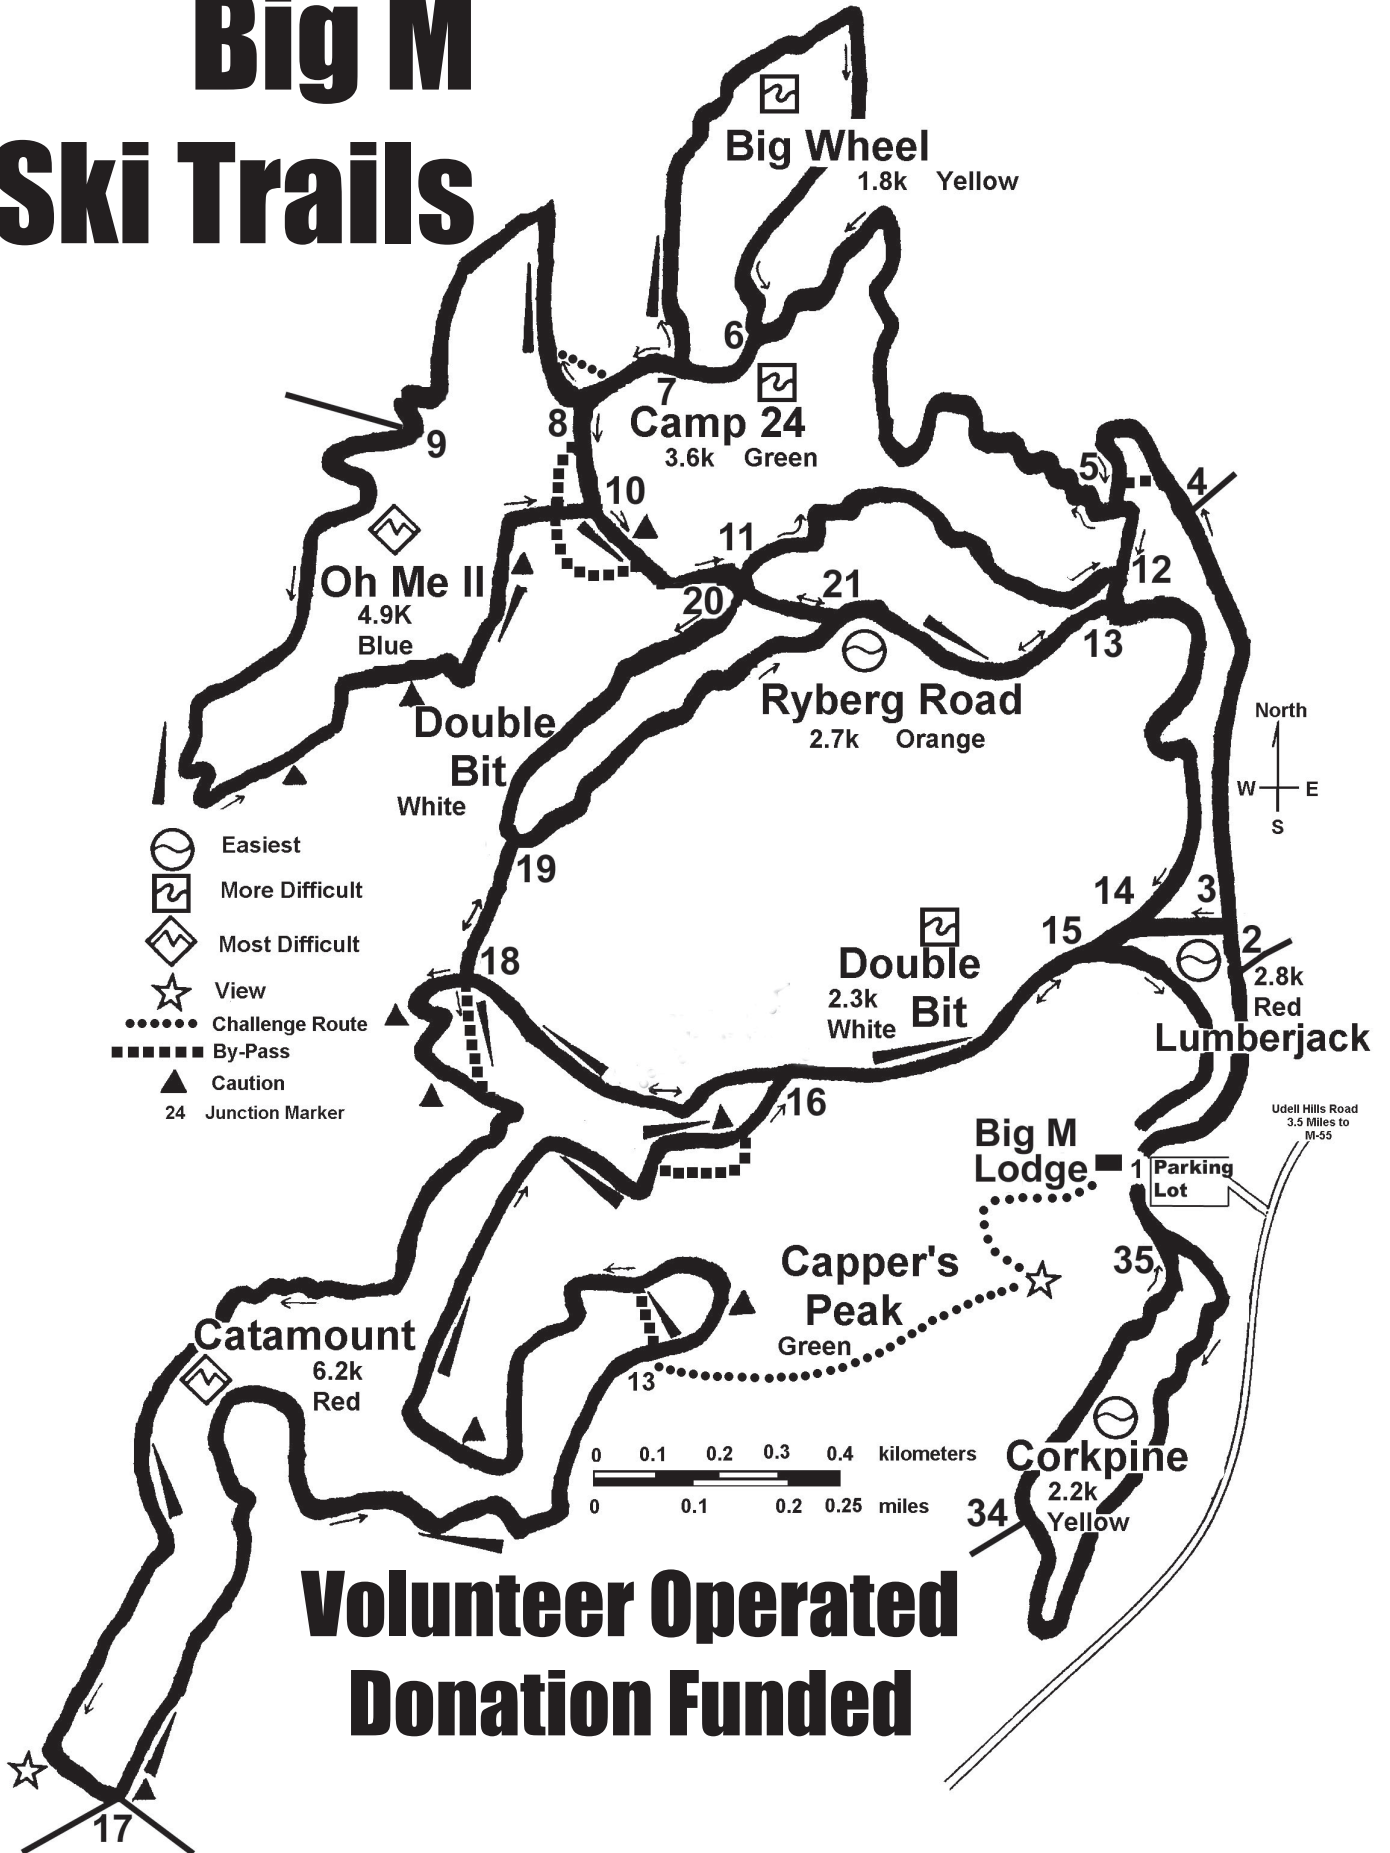 Big M
Ski Trails
Big Wheel
1.8k Yellow
6
7
Camp 24
3.6k Green
8
9
5
4
10
11
12
Oh Me II
4.9K
Blue
20
21
13
Ryberg Road
2.7k Orange
Double
Bit
White
North
W E
S
Easiest
More Difficult
Most Difficult
View
Challenge Route
By-Pass
Caution
24 Junction Marker
19
18
14
3
15
2
2.8k
Red
Lumberjack
Double
Bit
2.3k
White
16
Udell Hills Road
3.5 Miles to
M-55
Big M
Lodge
1
Parking
Lot
35
Capper's
Peak
Green
Catamount
6.2k
Red
13
0 0.1 0.2 0.3 0.4 kilometers
0 0.1 0.2 0.25 miles
Corkpine
2.2k
Yellow
34
Volunteer Operated
Donation Funded
17